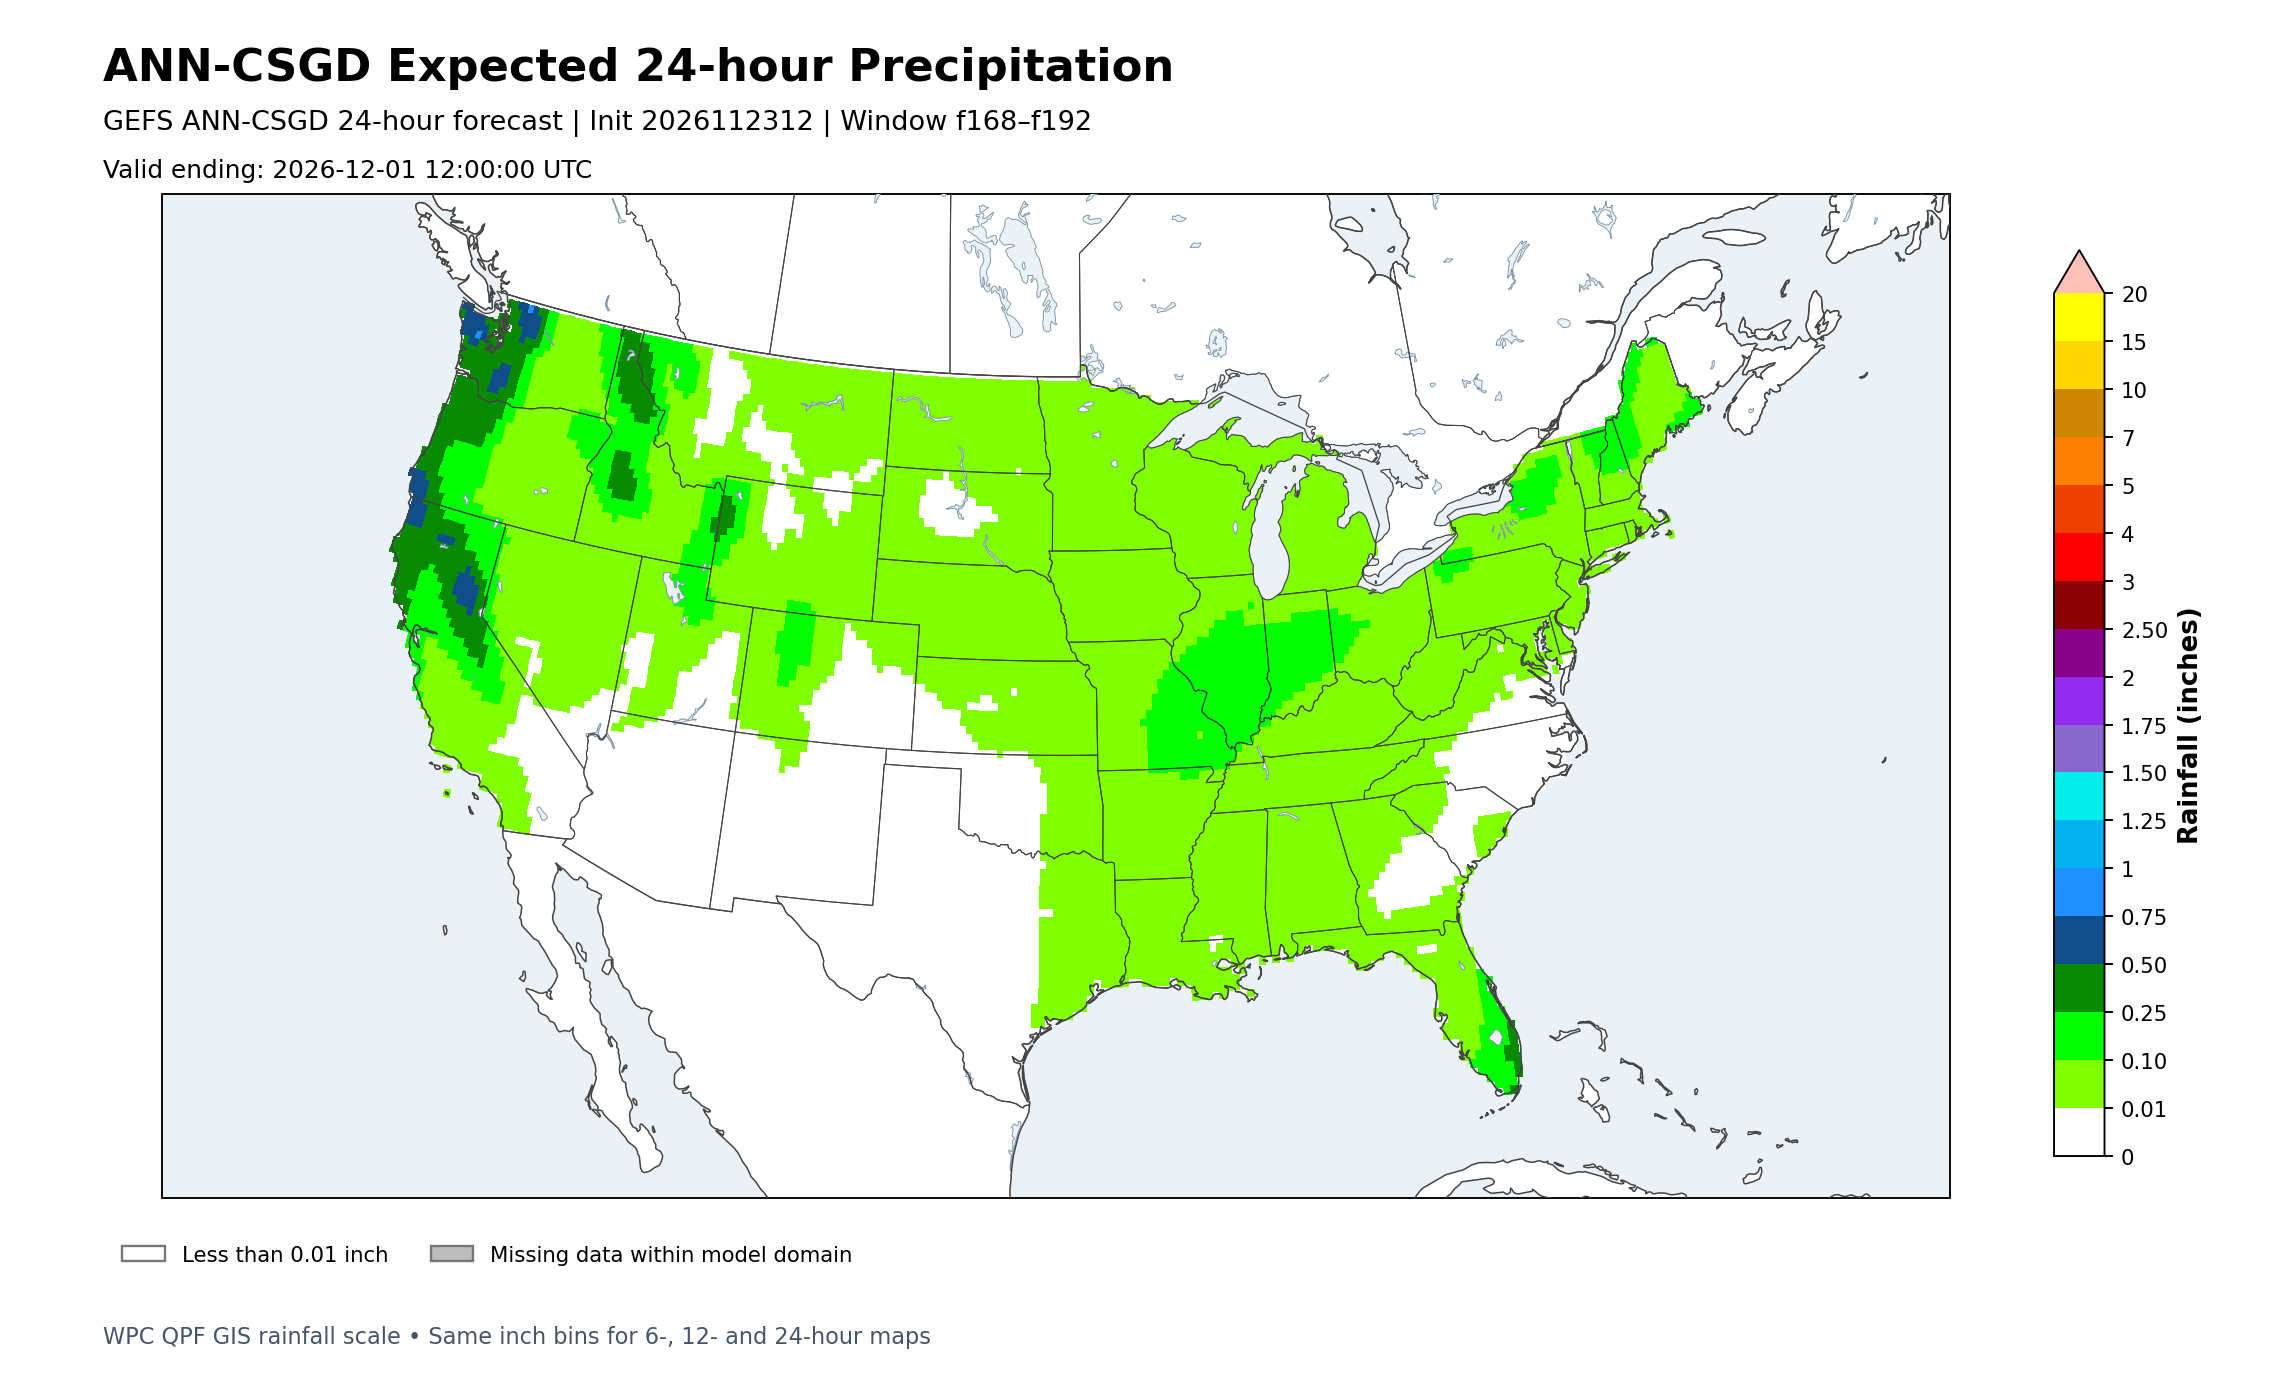 ANN-CSGD Expected 24-hour Precipitation
GEFS ANN-CSGD 24-hour forecast | Init 2026112312 | Window f168–f192
Valid ending: 2026-12-01 12:00:00 UTC
20
15
10
7
5
4
3
2.50
2
1.75
1.50
1.25
1
0.75
0.50
0.25
0.10
0.01
0
Rainfall (inches)
Less than 0.01 inch
Missing data within model domain
WPC QPF GIS rainfall scale • Same inch bins for 6-, 12- and 24-hour maps